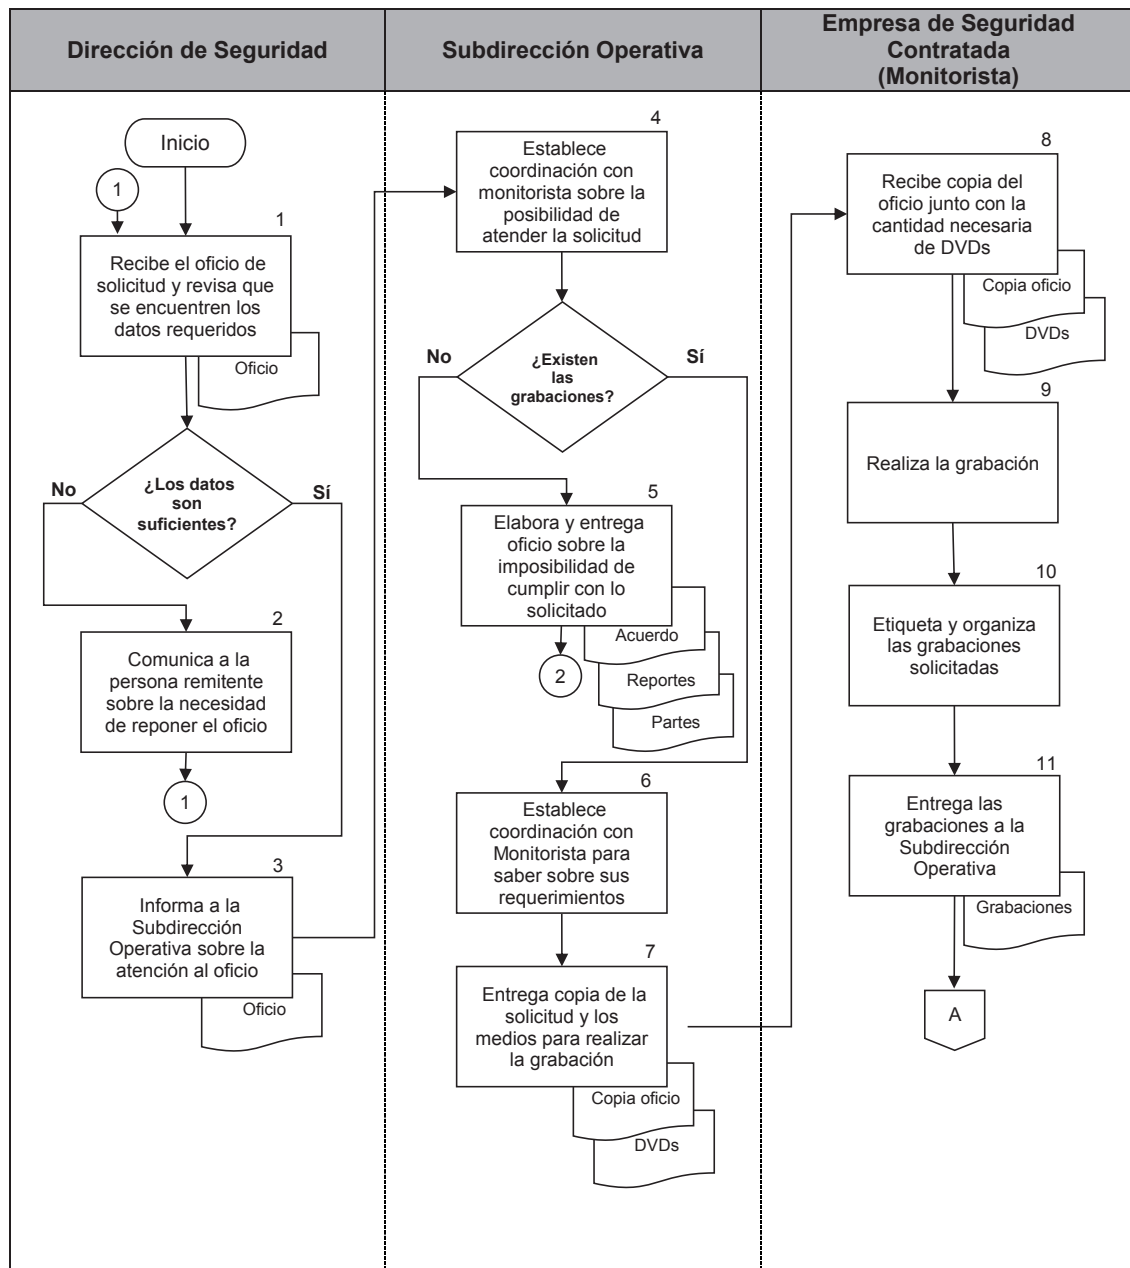 Dirección de Seguridad
Subdirección Operativa
Empresa de Seguridad
Contratada
(Monitorista)
Inicio
1
1
Recibe el oficio de
solicitud y revisa que
se encuentren los
datos requeridos
Oficio
¿Los datos
son
suficientes?
No
Sí
2
Comunica a la
persona remitente
sobre la necesidad
de reponer el oficio
1
3
Informa a la
Subdirección
Operativa sobre la
atención al oficio
Oficio
4
Establece
coordinación con
monitorista sobre la
posibilidad de
atender la solicitud
No
Sí
¿Existen
las
grabaciones?
5
Elabora y entrega
oficio sobre la
imposibilidad de
cumplir con lo
solicitado
Acuerdo
Reportes
Partes
2
6
Establece
coordinación con
Monitorista para
saber sobre sus
requerimientos
7
Entrega copia de la
solicitud y los
medios para realizar
la grabación
Copia oficio
DVDs
8
Recibe copia del
oficio junto con la
cantidad necesaria
de DVDs
Copia oficio
DVDs
9
Realiza la grabación
10
Etiqueta y organiza
las grabaciones
solicitadas
11
Entrega las
grabaciones a la
Subdirección
Operativa
Grabaciones
A